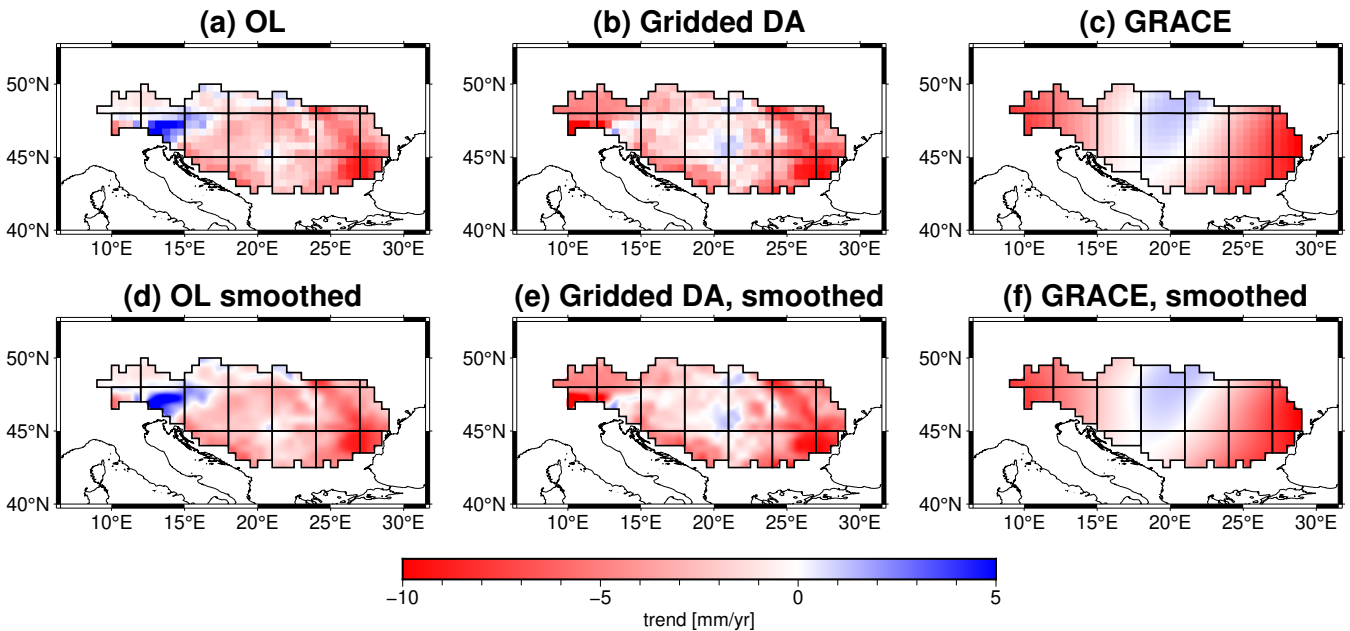 (a) OL (b) Gridded DA (c) GRACE
50°N 50°N 50°N
45°N 45°N 45°N
40°N 40°N 40°N
10°E 15°E 20°E 25°E 30°E 10°E 15°E 20°E 25°E 30°E 10°E 15°E 20°E 25°E 30°E
(d) OL smoothed (e) Gridded DA, smoothed (f) GRACE, smoothed
50°N 50°N 50°N
45°N 45°N 45°N
40°N 40°N 40°N
10°E 15°E 20°E 25°E 30°E 10°E 15°E 20°E 25°E 30°E 10°E 15°E 20°E 25°E 30°E
−10 −5 0 5
trend [mm/yr]